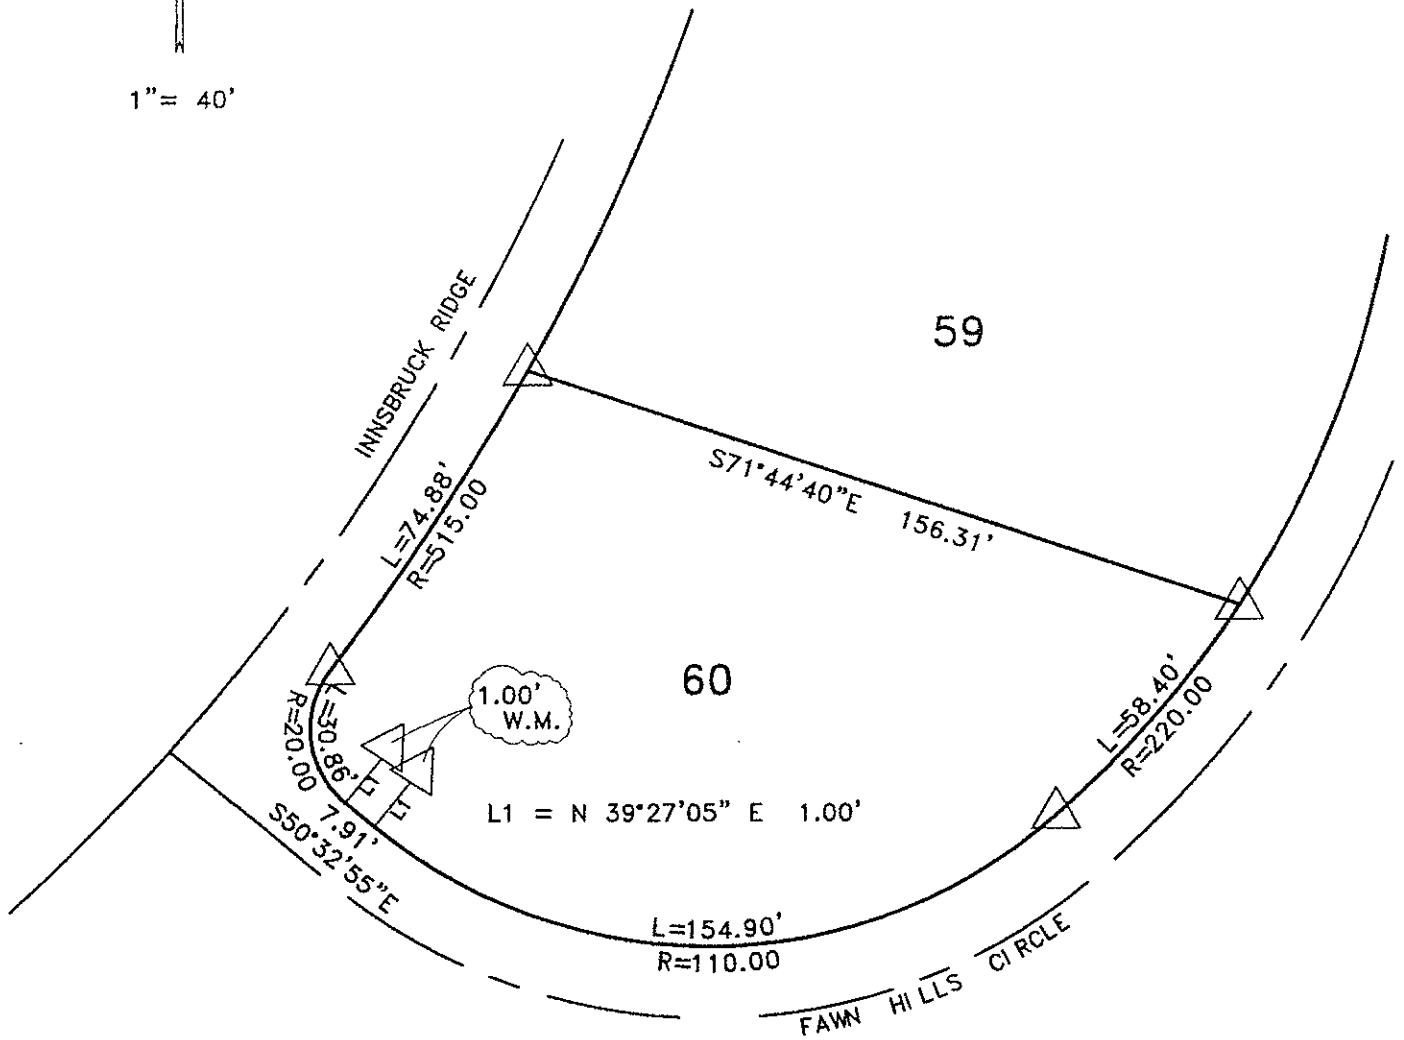 1"= 40'
INNSBRUCK RIDGE
59
S71°44'40"E 156.31'
L=74.88'
R=515.00
1.00'
W.M.
60
L=30.86'
R=20.00
L1
L1
L1 = N 39°27'05" E 1.00'
L=58.40'
R=220.00
7.91'
S50°32'55"E
L=154.90'
R=110.00
FAWN HILLS CIRCLE